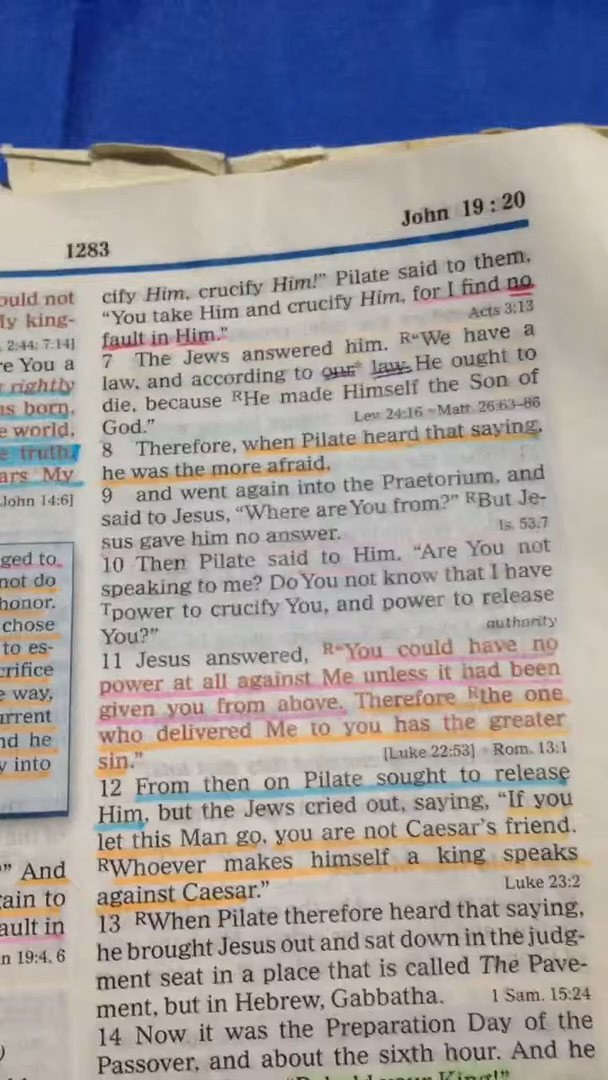 John 19 : 20
1283
ould not
My king-
2:44; 7:14]
re You a
rightly
as born,
e world,
e truth.
ars My
John 14:6]
ged to
not do
honor.
chose
to es-
crifice
e way,
urrent
nd he
y into
" And
ain to
ault in
n 19:4, 6
)
cify Him, crucify Him!" Pilate said to them,
"You take Him and crucify Him, for I find no
fault in Him."
Acts 3:13
7 The Jews answered him, R"We have a
law, and according to our* law, He ought to
die, because RHe made Himself the Son of
God."
Lev. 24:16 • Matt. 26:63–66
8 Therefore, when Pilate heard that saying,
he was the more afraid,
9 and went again into the Praetorium, and
said to Jesus, "Where are You from?" RBut Je-
sus gave him no answer.
Is. 53:7
10 Then Pilate said to Him, "Are You not
speaking to me? Do You not know that I have
Tpower to crucify You, and power to release
You?"
authority
11 Jesus answered, R"You could have no
power at all against Me unless it had been
given you from above. Therefore Rthe one
who delivered Me to you has the greater
sin."
[Luke 22:53] • Rom. 13:1
12 From then on Pilate sought to release
Him, but the Jews cried out, saying, "If you
let this Man go, you are not Caesar's friend.
RWhoever makes himself a king speaks
against Caesar."
Luke 23:2
13 RWhen Pilate therefore heard that saying,
he brought Jesus out and sat down in the judg-
ment seat in a place that is called The Pave-
ment, but in Hebrew, Gabbatha.
1 Sam. 15:24
14 Now it was the Preparation Day of the
Passover, and about the sixth hour. And he
"Behold your King!"